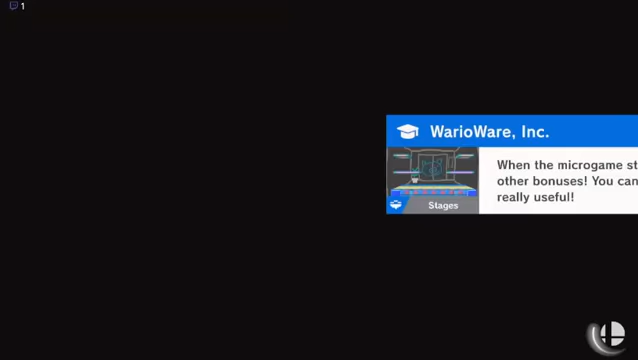 1
WarioWare, Inc.
When the microgame st
other bonuses! You can
really useful!
Stages